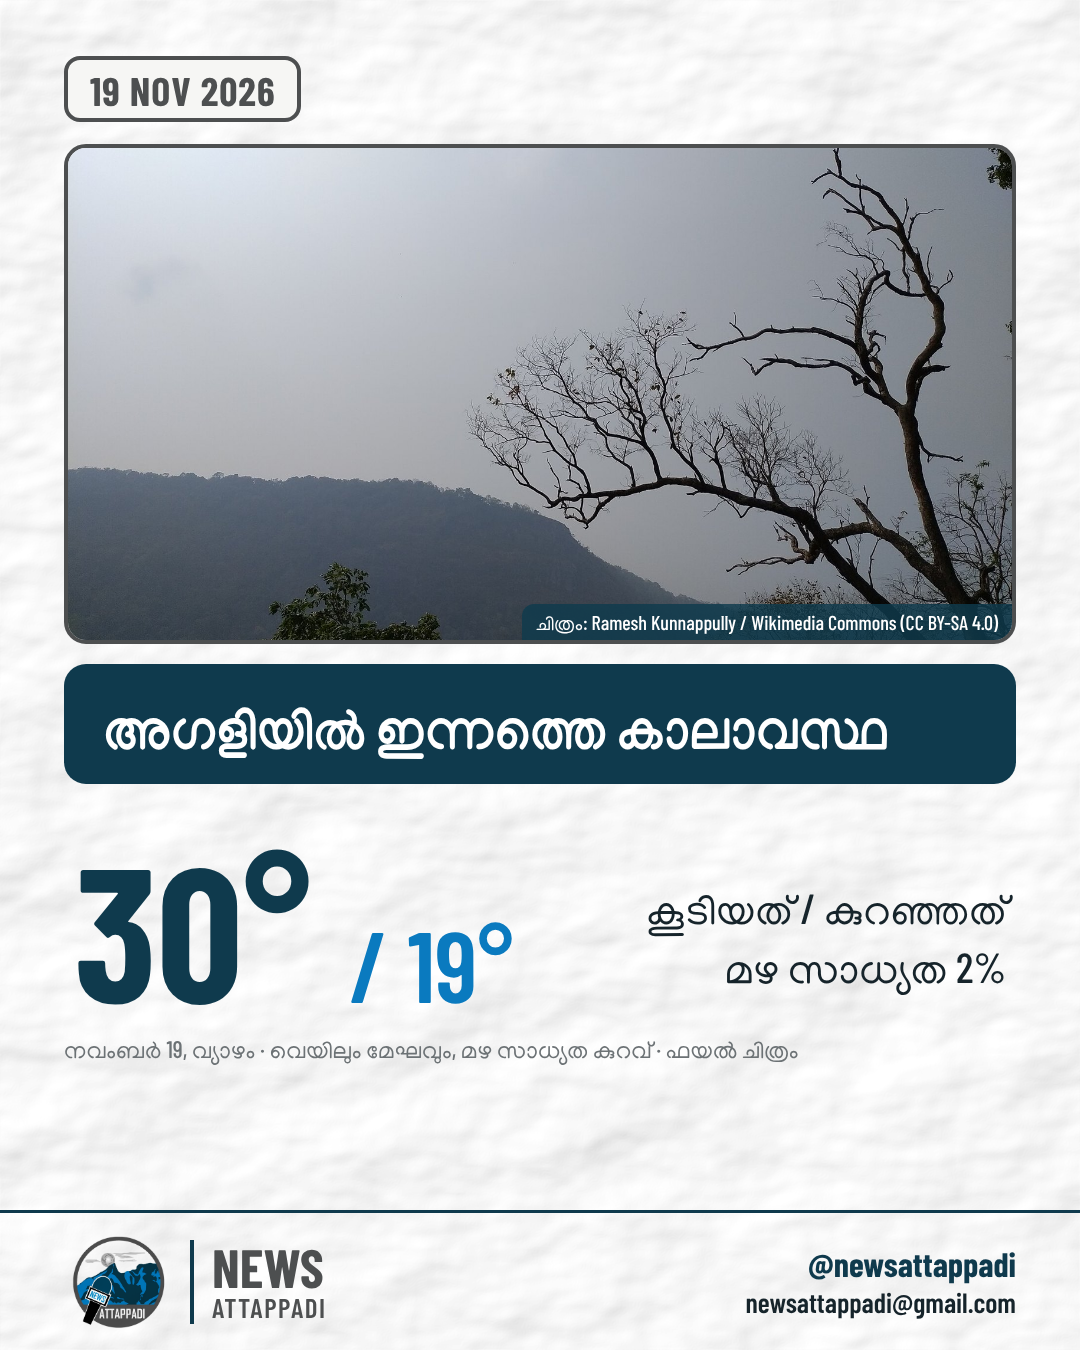 19 NOV 2026
ചിത്രം: Ramesh Kunnappully / Wikimedia Commons (CC BY-SA 4.0)
അഗളിയിൽ ഇന്നത്തെ കാലാവസ്ഥ
30° / 19°
കൂടിയത് / കുറഞ്ഞത്
മഴ സാധ്യത 2%
നവംബർ 19, വ്യാഴം · വെയിലും മേഘവും, മഴ സാധ്യത കുറവ് · ഫയൽ ചിത്രം
NEWS
ATTAPPADI
NEWS
ATTAPPADI
@newsattappadi
newsattappadi@gmail.com